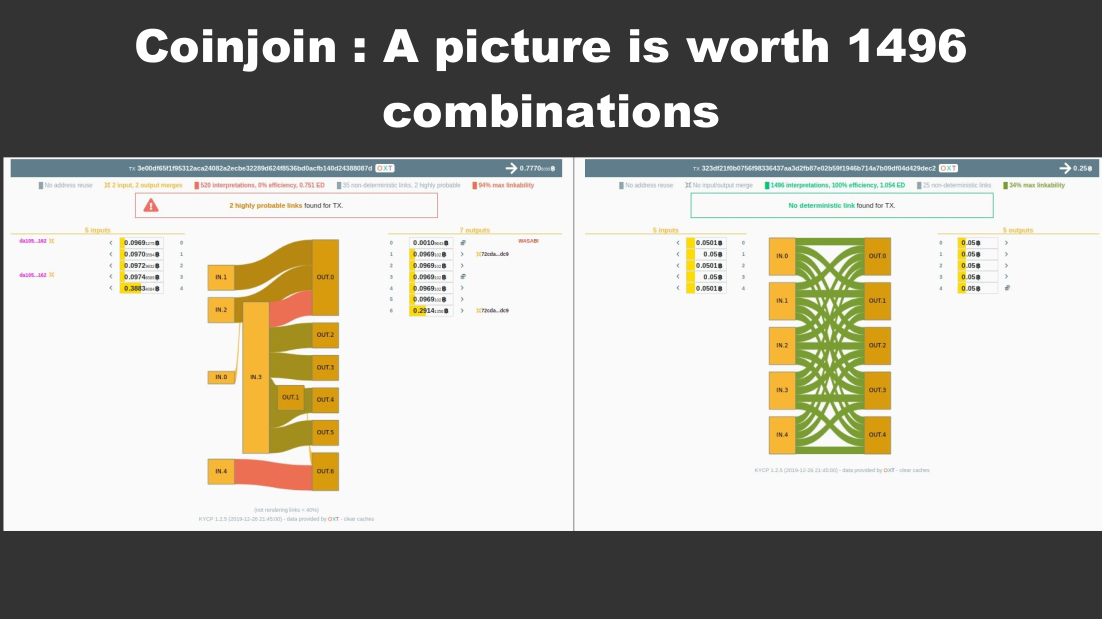 Coinjoin : A picture is worth 1496
combinations
TX 3e00df65f1f95312aca24082a2ecbe32289d624f8536bd0acfb140d24388087d OXT
0.7770
No address reuse 2 input, 2 output merges 520 interpretations, 0% efficiency, 0.751 ED 35 non-deterministic links, 2 highly probable 94% max linkability
2 highly probable links found for TX.
5 inputs
7 outputs
da105...162
0.0969
0
0.0970
1
0.0972
2
da105...162
0.0974
3
0.3883
4
0
0.0010
WASABI
1
0.0969
72cda...dc9
2
0.0969
3
0.0969
4
0.0969
5
0.0969
6
0.2914
72cda...dc9
IN.1
IN.2
IN.0
IN.3
IN.4
OUT.0
OUT.2
OUT.3
OUT.1
OUT.4
OUT.5
OUT.6
(not rendering links < 40%)
KYCP 1.2.5 (2019-12-26 21:45:00) - data provided by OXT - clear caches
TX 323df21f0b0756f98336437aa3d2fb87e02b59f1946b714a7b09df04d429dec2 OXT
0.25฿
No address reuse No input/output merge 1496 interpretations, 100% efficiency, 1.054 ED 25 non-deterministic links 34% max linkability
No deterministic link found for TX.
5 inputs
5 outputs
0.0501฿
0
0.05฿
1
0.0501฿
2
0.05฿
3
0.0501฿
4
0
0.05฿
1
0.05฿
2
0.05฿
3
0.05฿
4
0.05฿
IN.0
IN.1
IN.2
IN.3
IN.4
OUT.0
OUT.1
OUT.2
OUT.3
OUT.4
KYCP 1.2.5 (2019-12-26 21:45:00) - data provided by OXT - clear caches